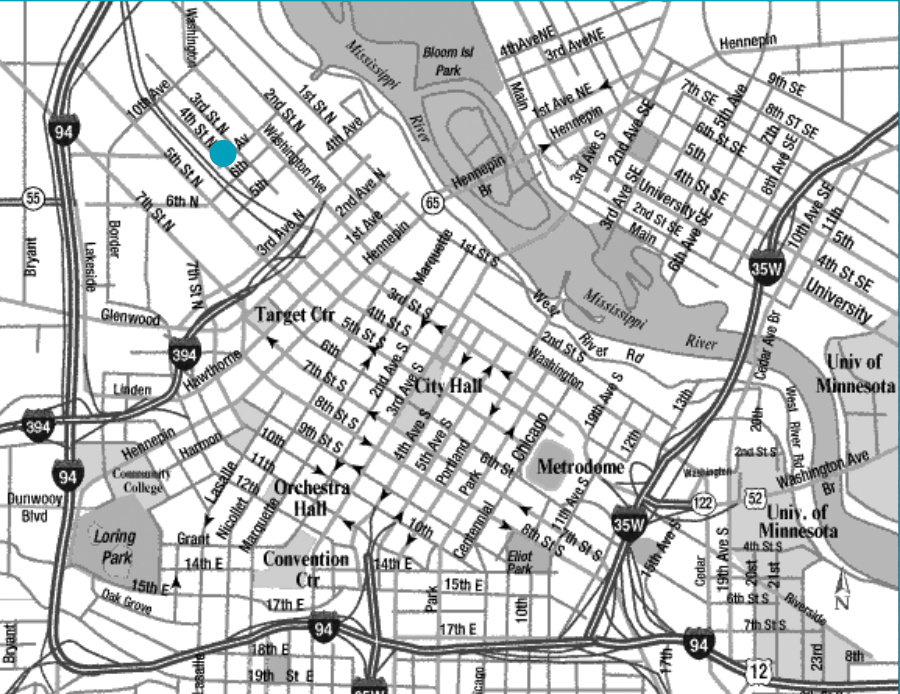 Washington
Mississippi
Bloom Isl
Park
4thAveNE
3rd AveNE
Hennepin
Main
1st Ave NE
Hennepin
9th SE
8th ST SE
7th SE
5th Ave
6th St SE
7th
10th Ave
3rd St N
4th St N
2nd St N
1st St N
4th Ave
Washington Ave
Av
6th
5th
94
River
2nd Ave SE
3rd Ave S
5th
4th St SE
8th Ave SE
University SE
2nd St SE
Main
3rd Ave SE
6th Ave SE
10th Ave SE
11th
5th
4th St SE
University
35W
5th St N
6th N
7th St N
55
Bryant
Lakeside
Border
7th St N
3rd Ave N
2nd Ave N
1st Ave
Hennepin
65
Hennepin
Br
Marquette
1st St S
West
River Rd
Mississippi
River
Glenwood
Target Ctr
394
Hawthorne
Linden
3rd St S
4th St S
5th St S
6th
7th St S
8th St S
9th St S
2nd Ave S
3rd Ave S
City Hall
2nd St S
Washington
Cedar Ave Br
Univ of
Minnesota
394
Hennepin
Harmon
10th
11th
12th
Lasalle
Nicollet
Marquette
Orchestra
Hall
4th Ave S
5th Ave S
Portland
Park
6th St
Chicago
Centennial
Metrodome
11th Ave S
7th St S
8th St S
19th Ave S
12th
13th
20th
West
River Rd
2nd St S
Washington
Washington Ave
Br
122
52
Univ. of
Minnesota
94
Community
College
Dunwooy
Blvd
Loring
Park
Grant
14th E
15th E
Oak Grove
Convention
Ctr
17th E
10th
14th E
15th E
Park
10th
17th E
Eliot
Park
35W
15th Ave S
Cedar
19th Ave S
4th St S
20st
21st
6th St S
Riverside
7th St S
N
Bryant
94
18th E
19th St E
Lasalle
35W
17th
94
12
23rd
8th